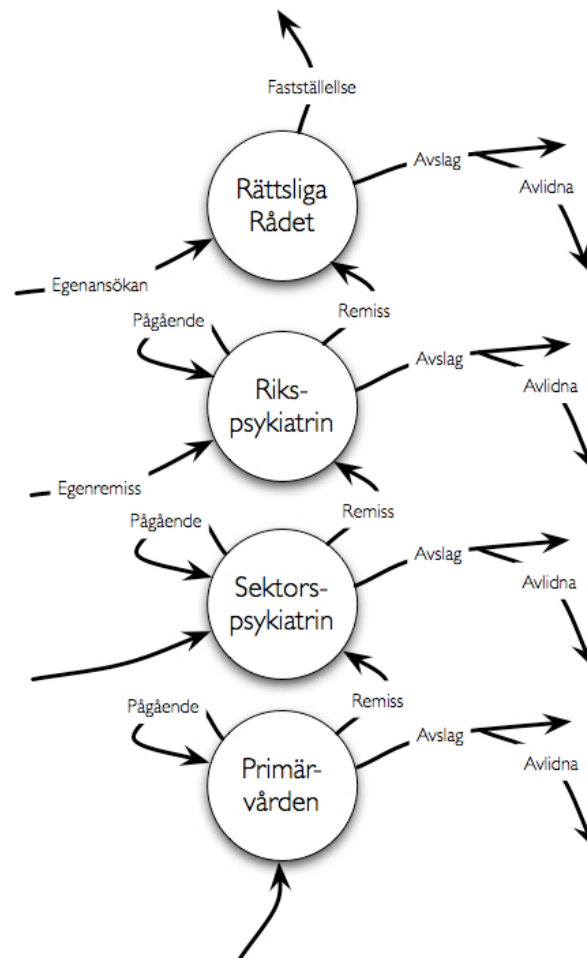 Fastställellse
Rättsliga
Rådet
Avslag
Avlidna
Egenansökan
Pågående
Remiss
Riks-
psykiatrin
Avslag
Avlidna
Egenremiss
Pågående
Remiss
Sektors-
psykiatrin
Avslag
Avlidna
Pågående
Remiss
Primär-
vården
Avslag
Avlidna